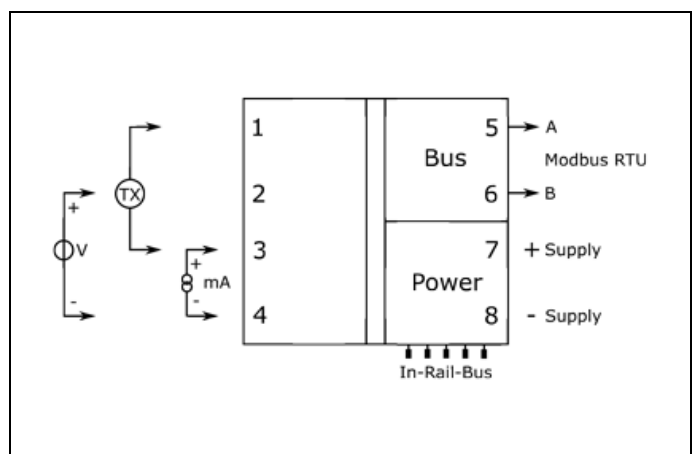 1
5
A
Bus
Modbus RTU
TX
2
6
B
+
V
-
3
7
+ Supply
+
mA
-
Power
4
8
- Supply
In-Rail-Bus